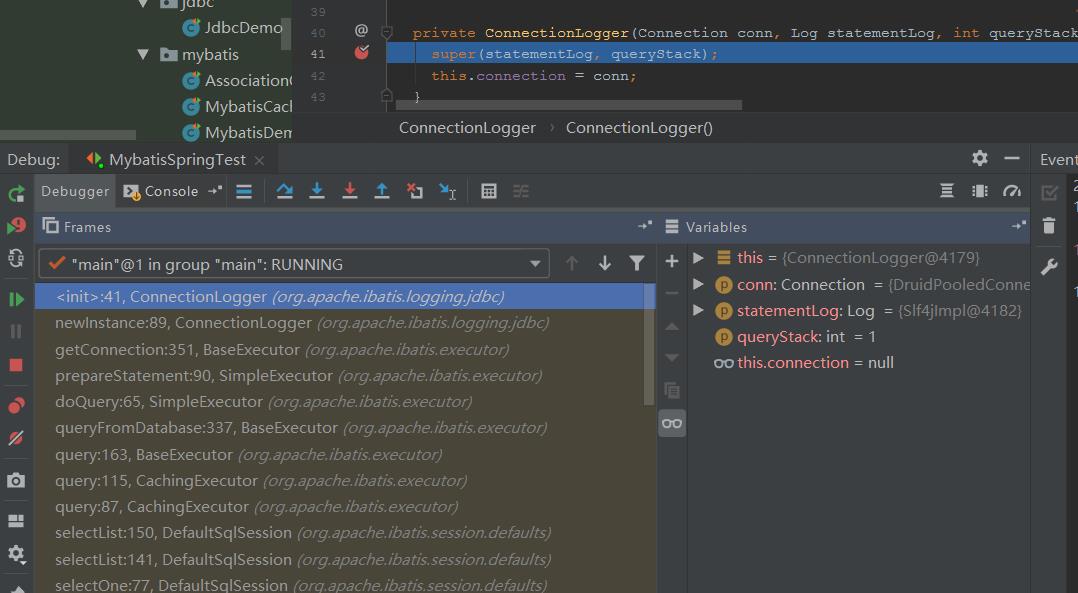 jdbc
JdbcDemo
mybatis
MybatisDem
39
40 @ private ConnectionLogger(Connection conn, Log statementLog, int queryStack
41 super(statementLog, queryStack);
42 this.connection = conn;
43 }
ConnectionLogger › ConnectionLogger()
Debug: MybatisSpringTest
Event
Debugger Console
Frames
Variables
"main"@1 in group "main": RUNNING
<init>:41, ConnectionLogger (org.apache.ibatis.logging.jdbc)
newInstance:89, ConnectionLogger (org.apache.ibatis.logging.jdbc)
getConnection:351, BaseExecutor (org.apache.ibatis.executor)
prepareStatement:90, SimpleExecutor (org.apache.ibatis.executor)
doQuery:65, SimpleExecutor (org.apache.ibatis.executor)
queryFromDatabase:337, BaseExecutor (org.apache.ibatis.executor)
query:163, BaseExecutor (org.apache.ibatis.executor)
query:115, CachingExecutor (org.apache.ibatis.executor)
query:87, CachingExecutor (org.apache.ibatis.executor)
selectList:150, DefaultSqlSession (org.apache.ibatis.session.defaults)
selectList:141, DefaultSqlSession (org.apache.ibatis.session.defaults)
selectOne:77, DefaultSqlSession (org.apache.ibatis.session.defaults)
this = {ConnectionLogger@4179}
conn: Connection = {DruidPooledConne
statementLog: Log = {Slf4jImpl@4182}
queryStack: int = 1
this.connection = null